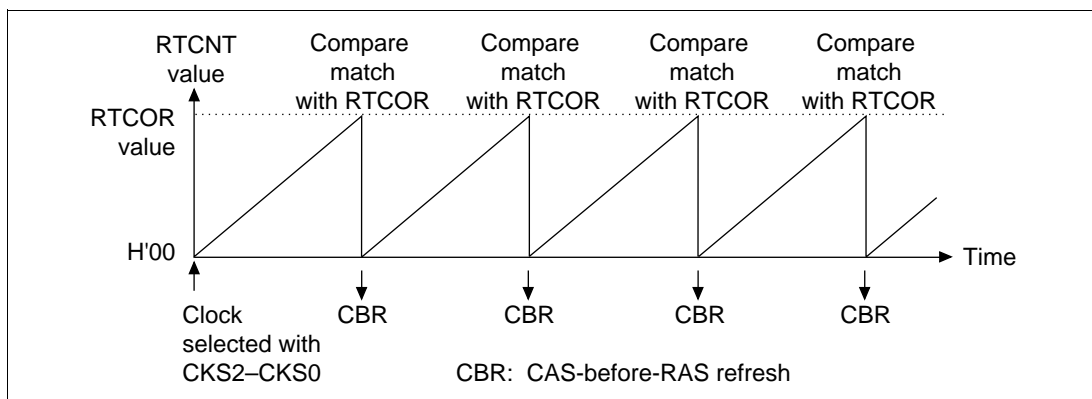 RTCNT
value
Compare
match
with RTCOR
Compare
match
with RTCOR
Compare
match
with RTCOR
Compare
match
with RTCOR
RTCOR
value
H'00
Time
Clock
selected with
CKS2–CKS0
CBR
CBR
CBR
CBR
CBR: CAS-before-RAS refresh